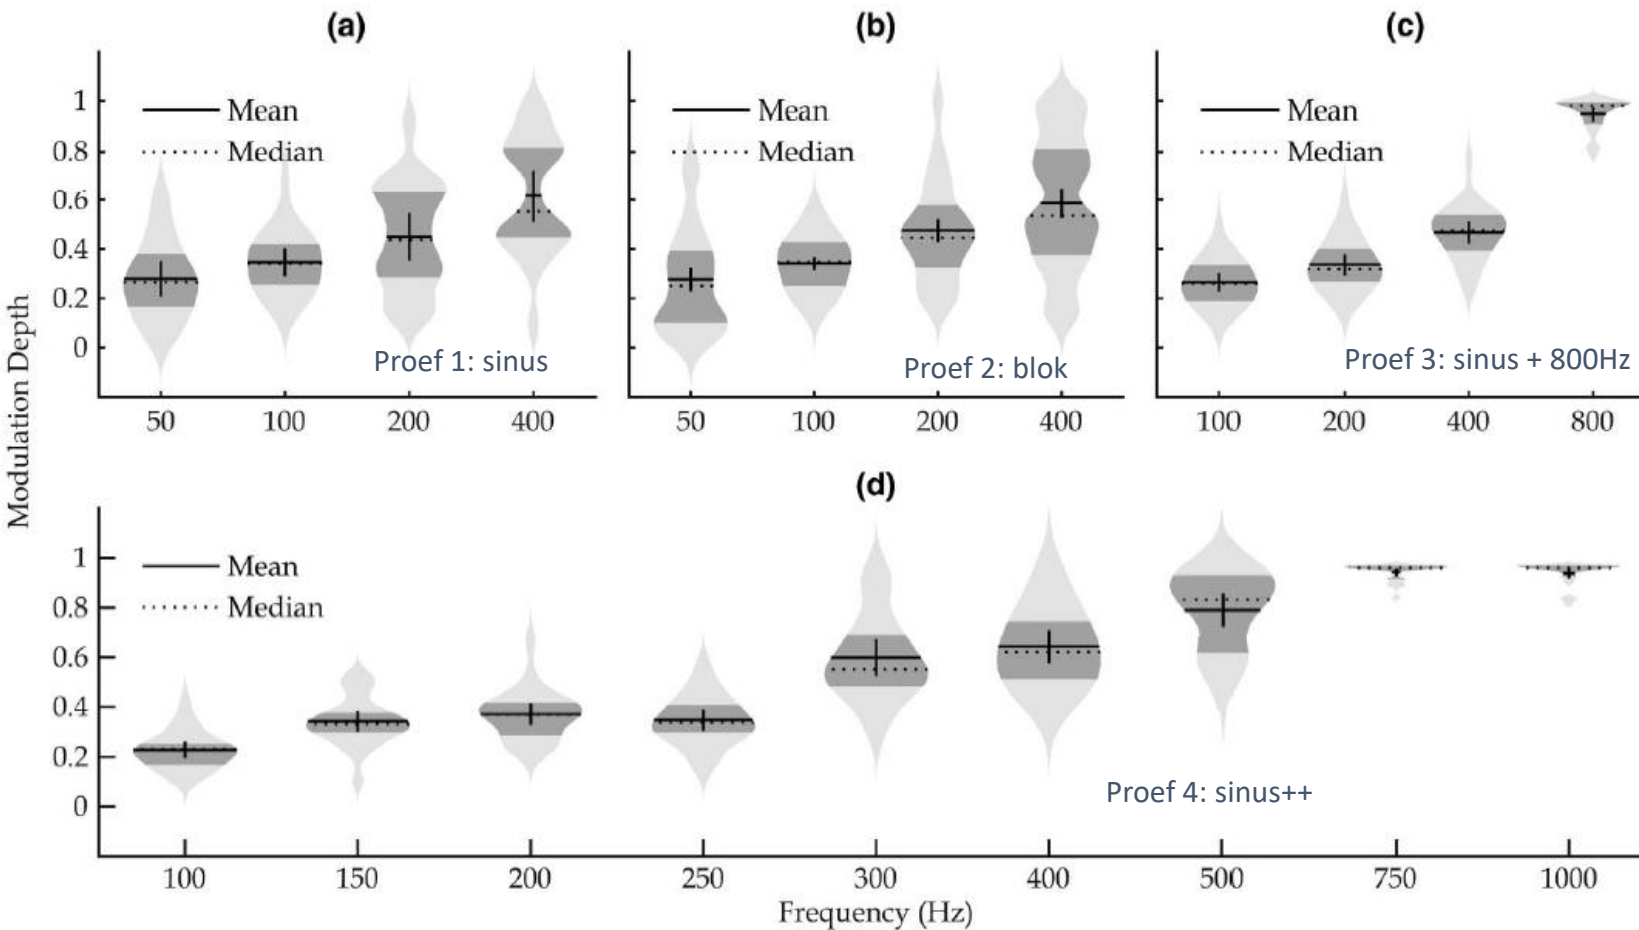 (a)
(b)
(c)
Modulation Depth
1
0.8
0.6
0.4
0.2
0
Mean
Median
Proef 1: sinus
50 100 200 400
Mean
Median
Proef 2: blok
50 100 200 400
Mean
Median
Proef 3: sinus + 800Hz
100 200 400 800
(d)
1
0.8
0.6
0.4
0.2
0
Mean
Median
Proef 4: sinus++
100 150 200 250 300 400 500 750 1000
Frequency (Hz)